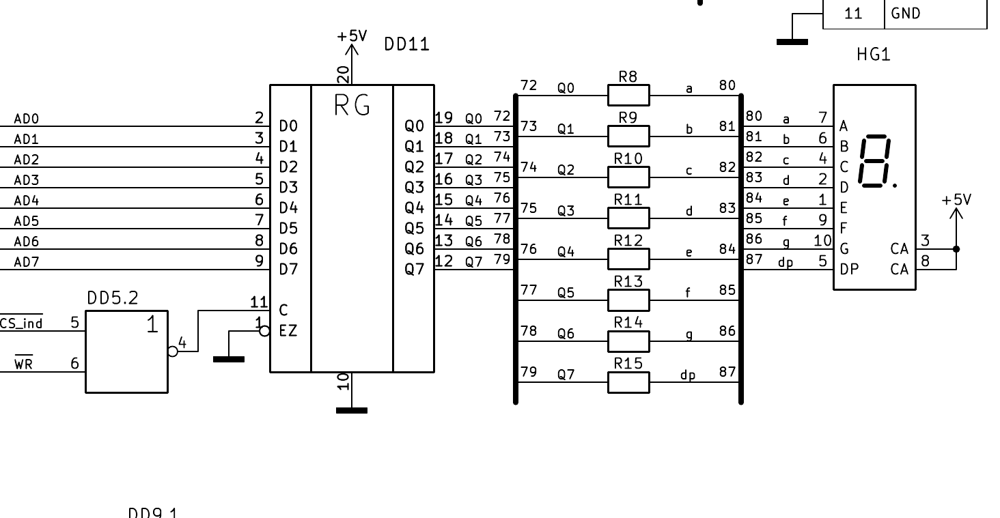 11 GND
HG1
+5V
DD11
20
RG
AD0 2 D0 Q0 19 Q0 72
AD1 3 D1 Q1 18 Q1 73
AD2 4 D2 Q2 17 Q2 74
AD3 5 D3 Q3 16 Q3 75
AD4 6 D4 Q4 15 Q4 76
AD5 7 D5 Q5 14 Q5 77
AD6 8 D6 Q6 13 Q6 78
AD7 9 D7 Q7 12 Q7 79
11 C
1 EZ
10
DD5.2
CS_ind 5
1
4
WR 6
72 Q0 R8 a 80
73 Q1 R9 b 81
74 Q2 R10 c 82
75 Q3 R11 d 83
76 Q4 R12 e 84
77 Q5 R13 f 85
78 Q6 R14 g 86
79 Q7 R15 dp 87
80 a 7 A
81 b 6 B
82 c 4 C
83 d 2 D
84 e 1 E
85 f 9 F
86 g 10 G CA 3
87 dp 5 DP CA 8
8.
+5V
DD9.1